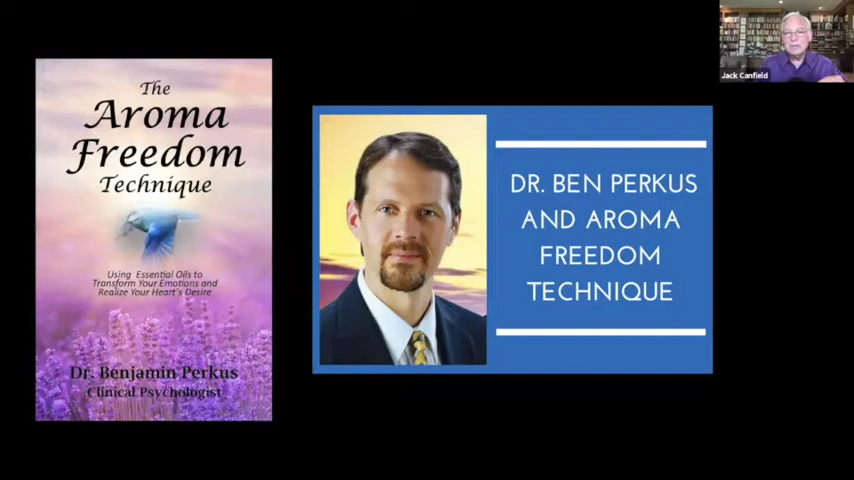 The
Aroma
Freedom
Technique
Using Essential Oils to
Transform Your Emotions and
Realize Your Heart's Desire
Dr. Benjamin Perkus
Clinical Psychologist
DR. BEN PERKUS
AND AROMA
FREEDOM
TECHNIQUE
Jack Canfield